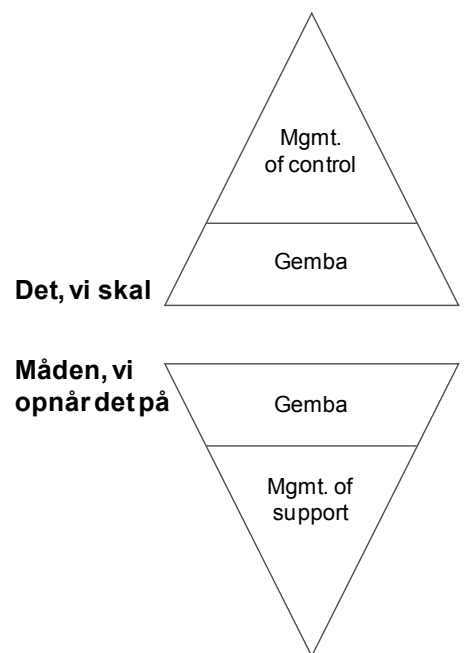 Mgmt.
of control
Gemba
Det, vi skal
Måden, vi
opnår det på
Gemba
Mgmt. of
support